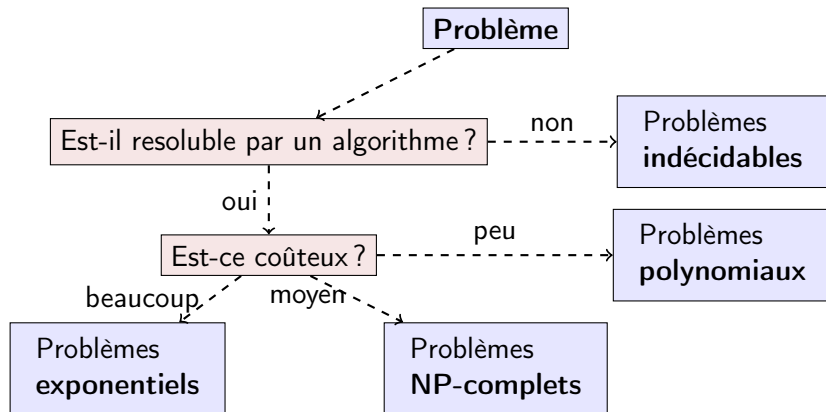 Problème
Est-il resoluble par un algorithme ?
non
Problèmes
indécidables
oui
Est-ce coûteux ?
peu
Problèmes
polynomiaux
beaucoup
moyen
Problèmes
exponentiels
Problèmes
NP-complets